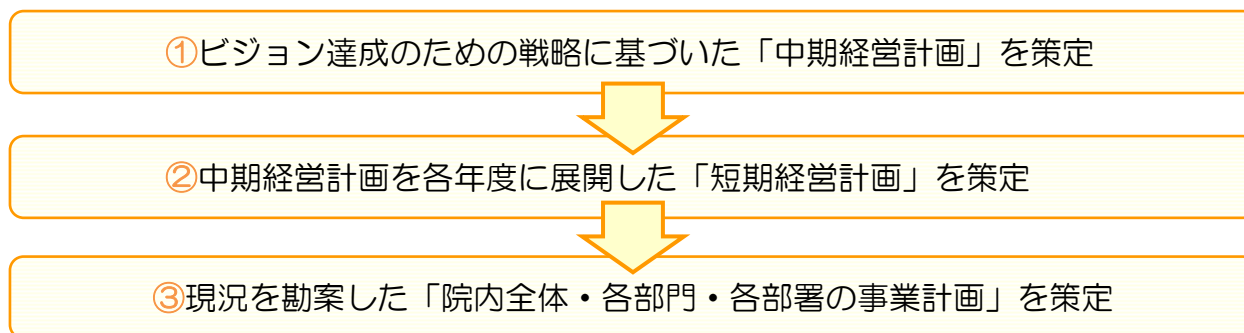 ①ビジョン達成のための戦略に基づいた「中期経営計画」を策定
②中期経営計画を各年度に展開した「短期経営計画」を策定
③現況を勘案した「院内全体・各部門・各部署の事業計画」を策定